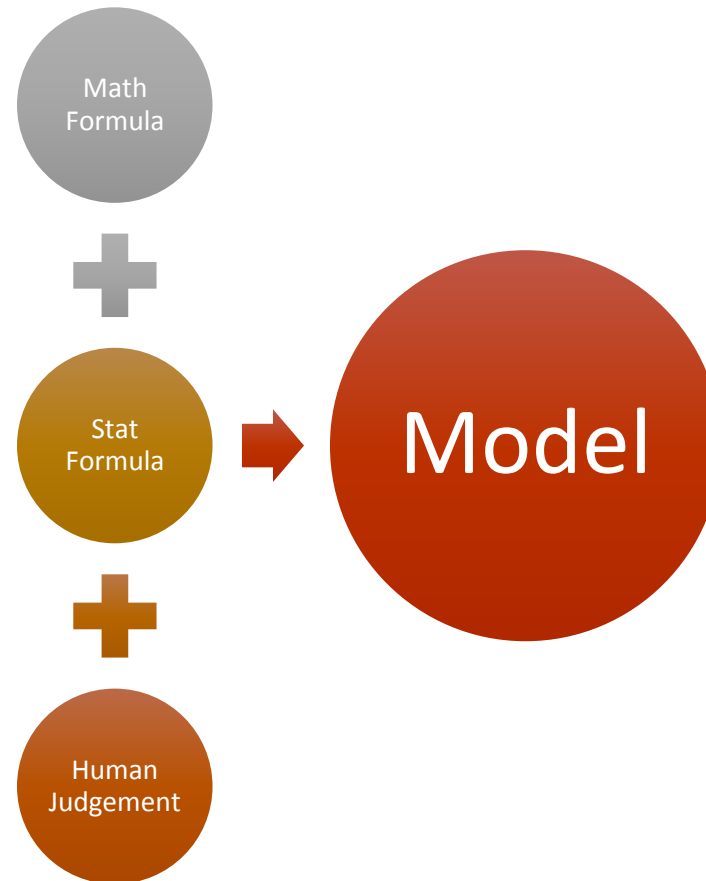 Math
Formula
Stat
Formula
Human
Judgement
Model